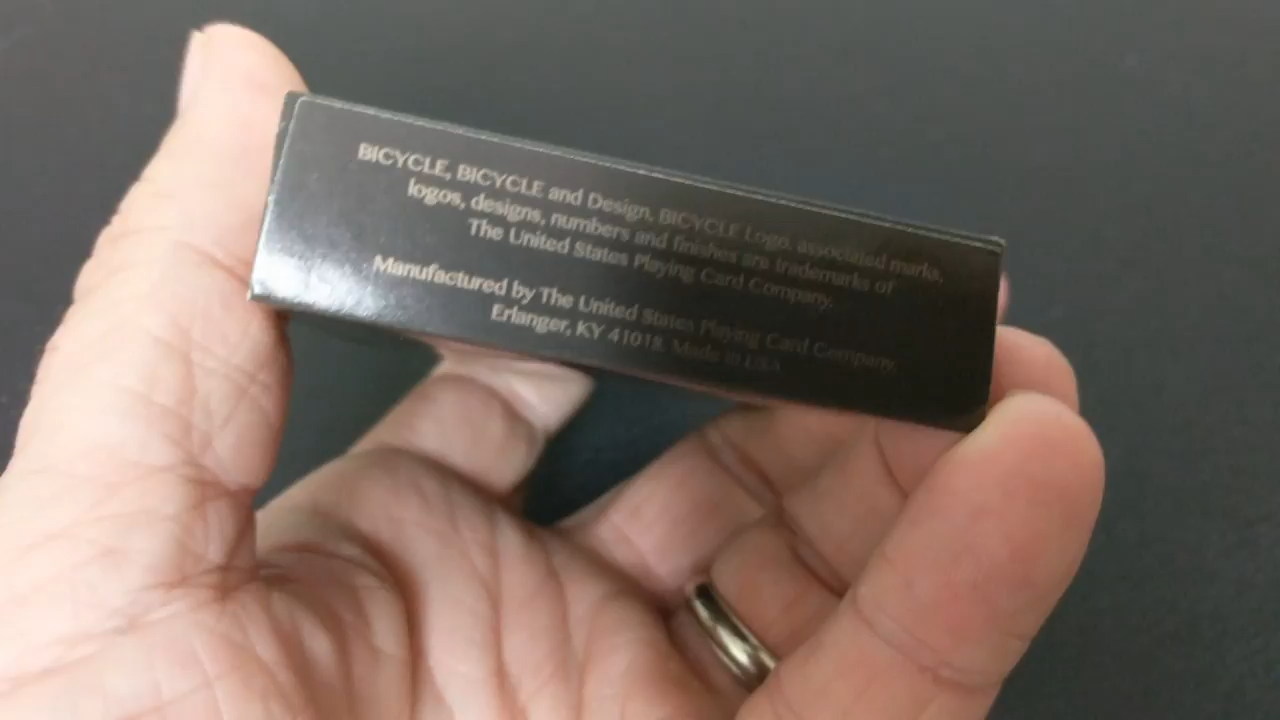 BICYCLE, BICYCLE and Design, BICYCLE Logo, associated marks,
logos, designs, numbers and finishes are trademarks of
The United States Playing Card Company.
Manufactured by The United States Playing Card Company,
Erlanger, KY 41018. Made in USA